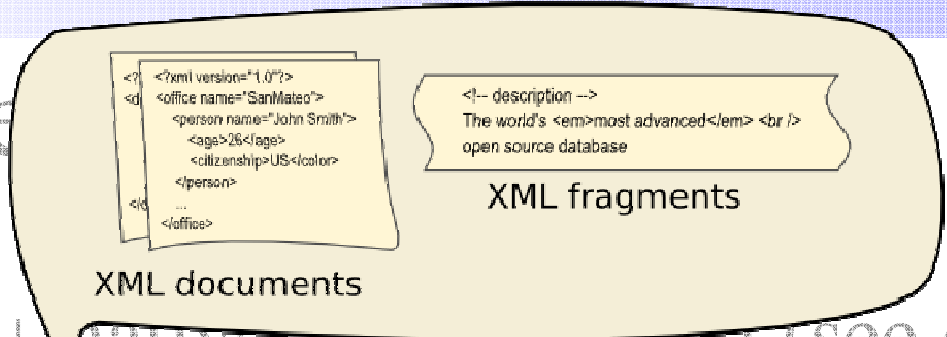 <?xml version="1.0"?>
<office name="SanMateo">
<person name="John Smith">
<age>26</age>
<citizenship>US</color>
</person>
...
</office>
<?
<d
</d
XML documents
<!-- description -->
The world's <em>most advanced</em> <br />
open source database
XML fragments